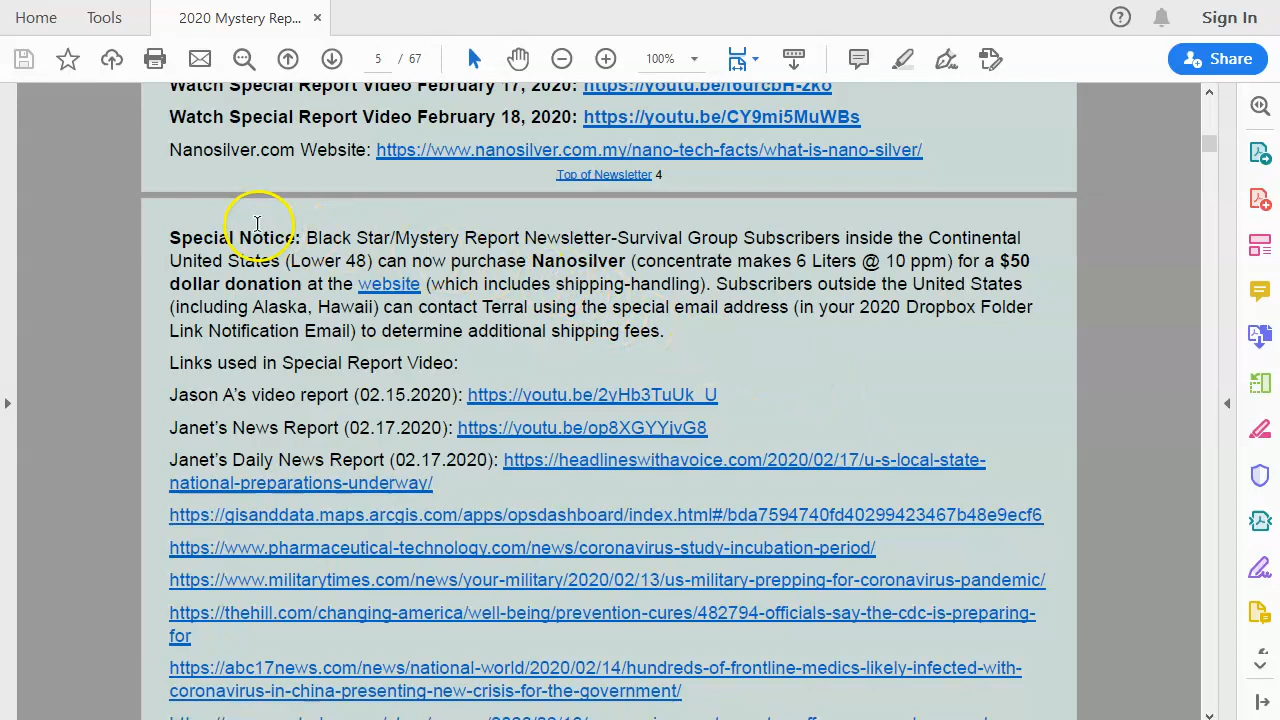 Home Tools 2020 Mystery Rep... × Sign In
5 / 67 100% Share
Watch Special Report Video February 17, 2020:
Watch Special Report Video February 18, 2020: https://youtu.be/CY9mi5MuWBs
Nanosilver.com Website: https://www.nanosilver.com.my/nano-tech-facts/what-is-nano-silver/
Top of Newsletter 4
Special Notice: Black Star/Mystery Report Newsletter-Survival Group Subscribers inside the Continental
United States (Lower 48) can now purchase Nanosilver (concentrate makes 6 Liters @ 10 ppm) for a $50
dollar donation at the website (which includes shipping-handling). Subscribers outside the United States
(including Alaska, Hawaii) can contact Terral using the special email address (in your 2020 Dropbox Folder
Link Notification Email) to determine additional shipping fees.
Links used in Special Report Video:
Jason A's video report (02.15.2020): https://youtu.be/2yHb3TuUk_U
Janet's News Report (02.17.2020): https://youtu.be/op8XGYYjvG8
Janet's Daily News Report (02.17.2020): https://headlineswithavoice.com/2020/02/17/u-s-local-state-
national-preparations-underway/
https://gisanddata.maps.arcgis.com/apps/opsdashboard/index.html#/bda7594740fd40299423467b48e9ecf6
https://www.pharmaceutical-technology.com/news/coronavirus-study-incubation-period/
https://www.militarytimes.com/news/your-military/2020/02/13/us-military-prepping-for-coronavirus-pandemic/
https://thehill.com/changing-america/well-being/prevention-cures/482794-officials-say-the-cdc-is-preparing-
for
https://abc17news.com/news/national-world/2020/02/14/hundreds-of-frontline-medics-likely-infected-with-
coronavirus-in-china-presenting-new-crisis-for-the-government/